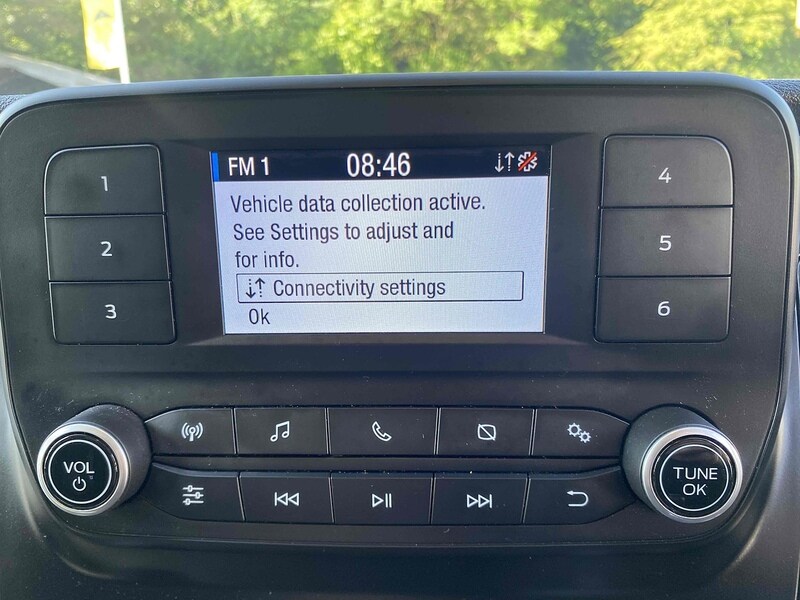 FM 1 08:46
Vehicle data collection active.
See Settings to adjust and
for info.
Connectivity settings
Ok
1
2
3
4
5
6
VOL
TUNE
OK